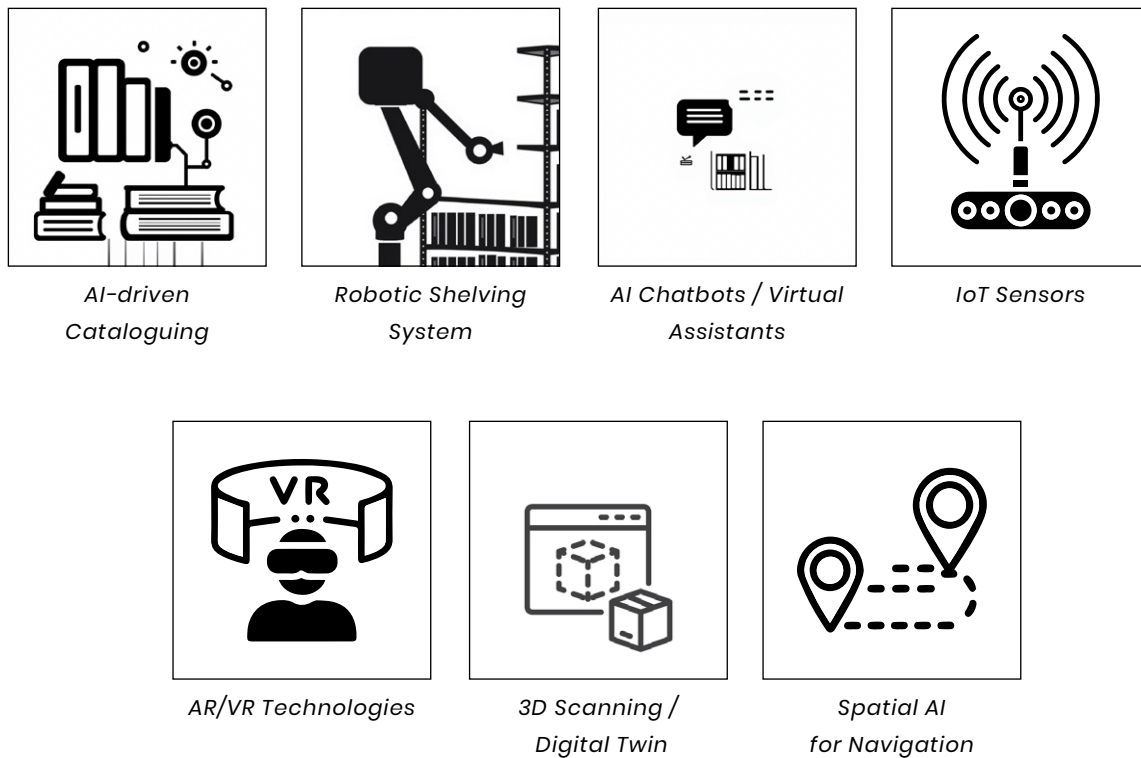 AI-driven
Cataloguing
Robotic Shelving
System
AI Chatbots / Virtual
Assistants
IoT Sensors
VR
AR/VR Technologies
3D Scanning /
Digital Twin
Spatial AI
for Navigation